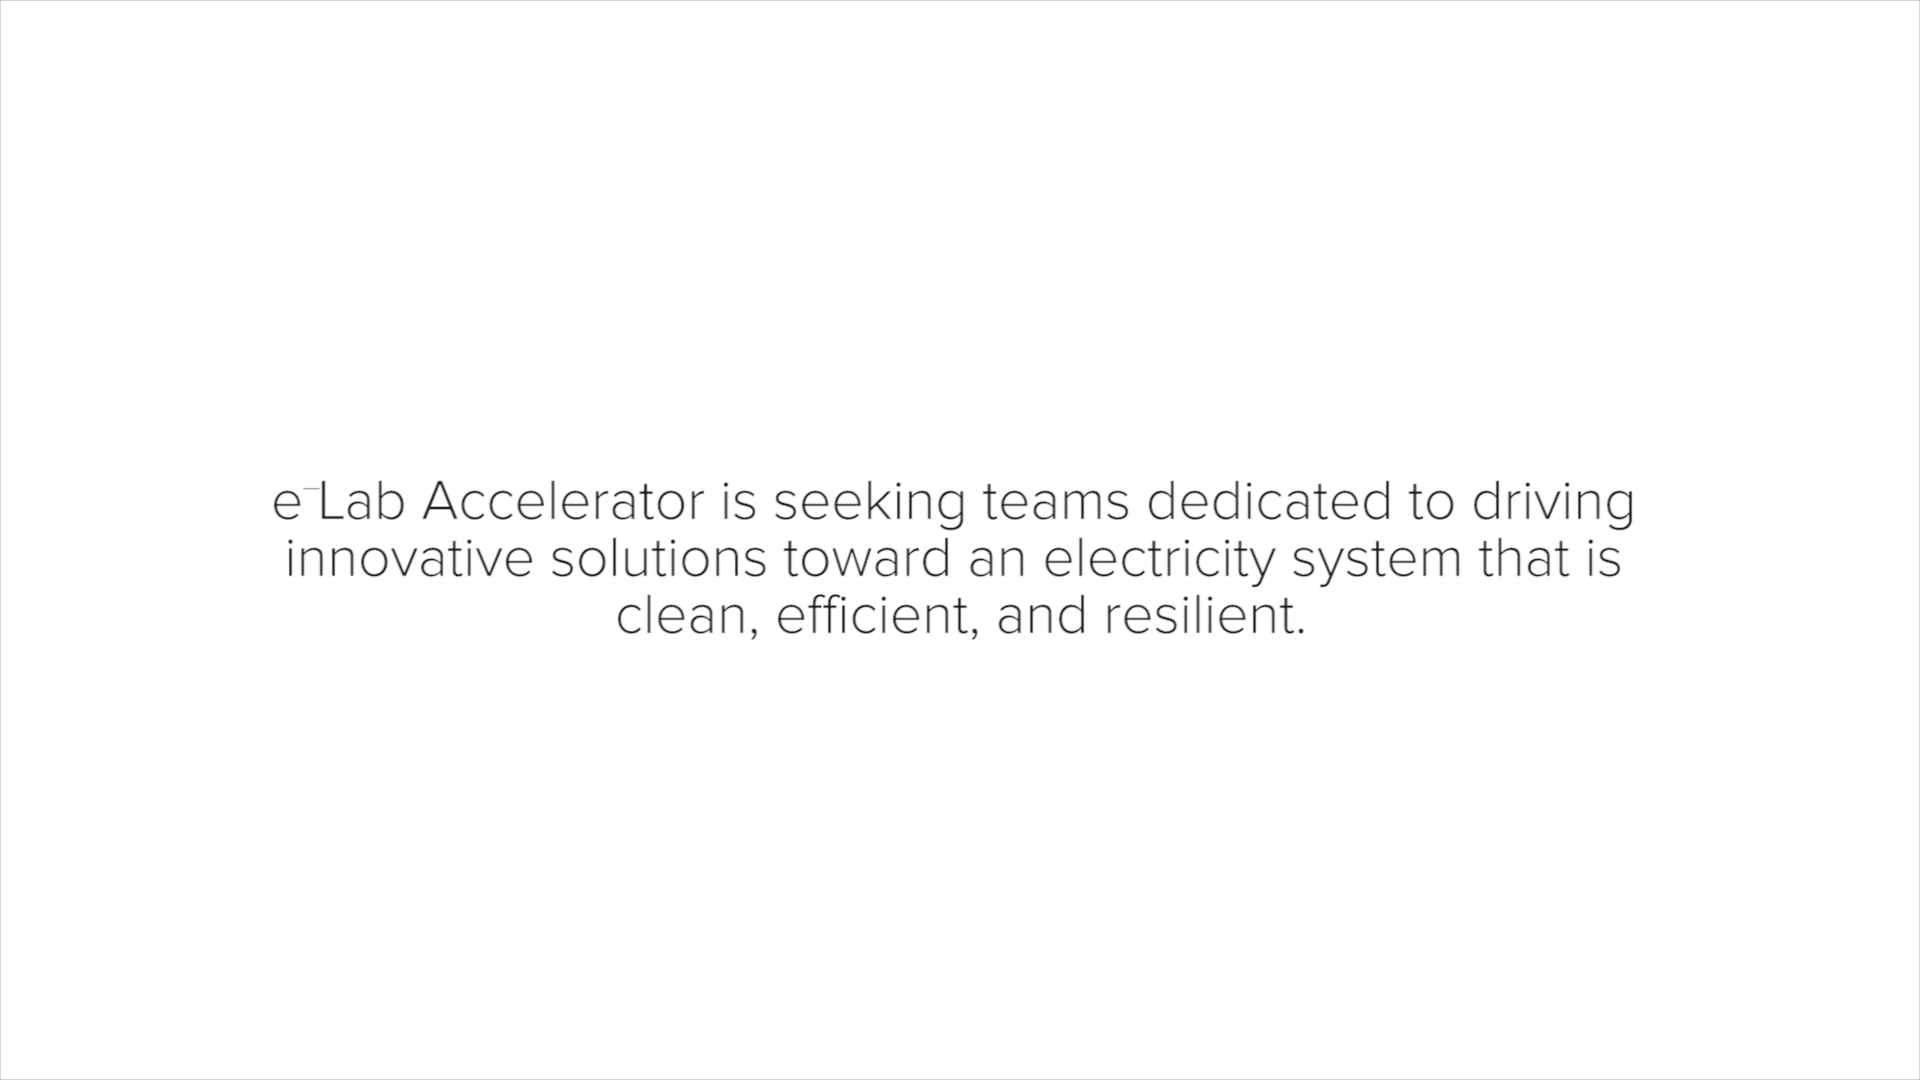 e⁻Lab Accelerator is seeking teams dedicated to driving
innovative solutions toward an electricity system that is
clean, efficient, and resilient.